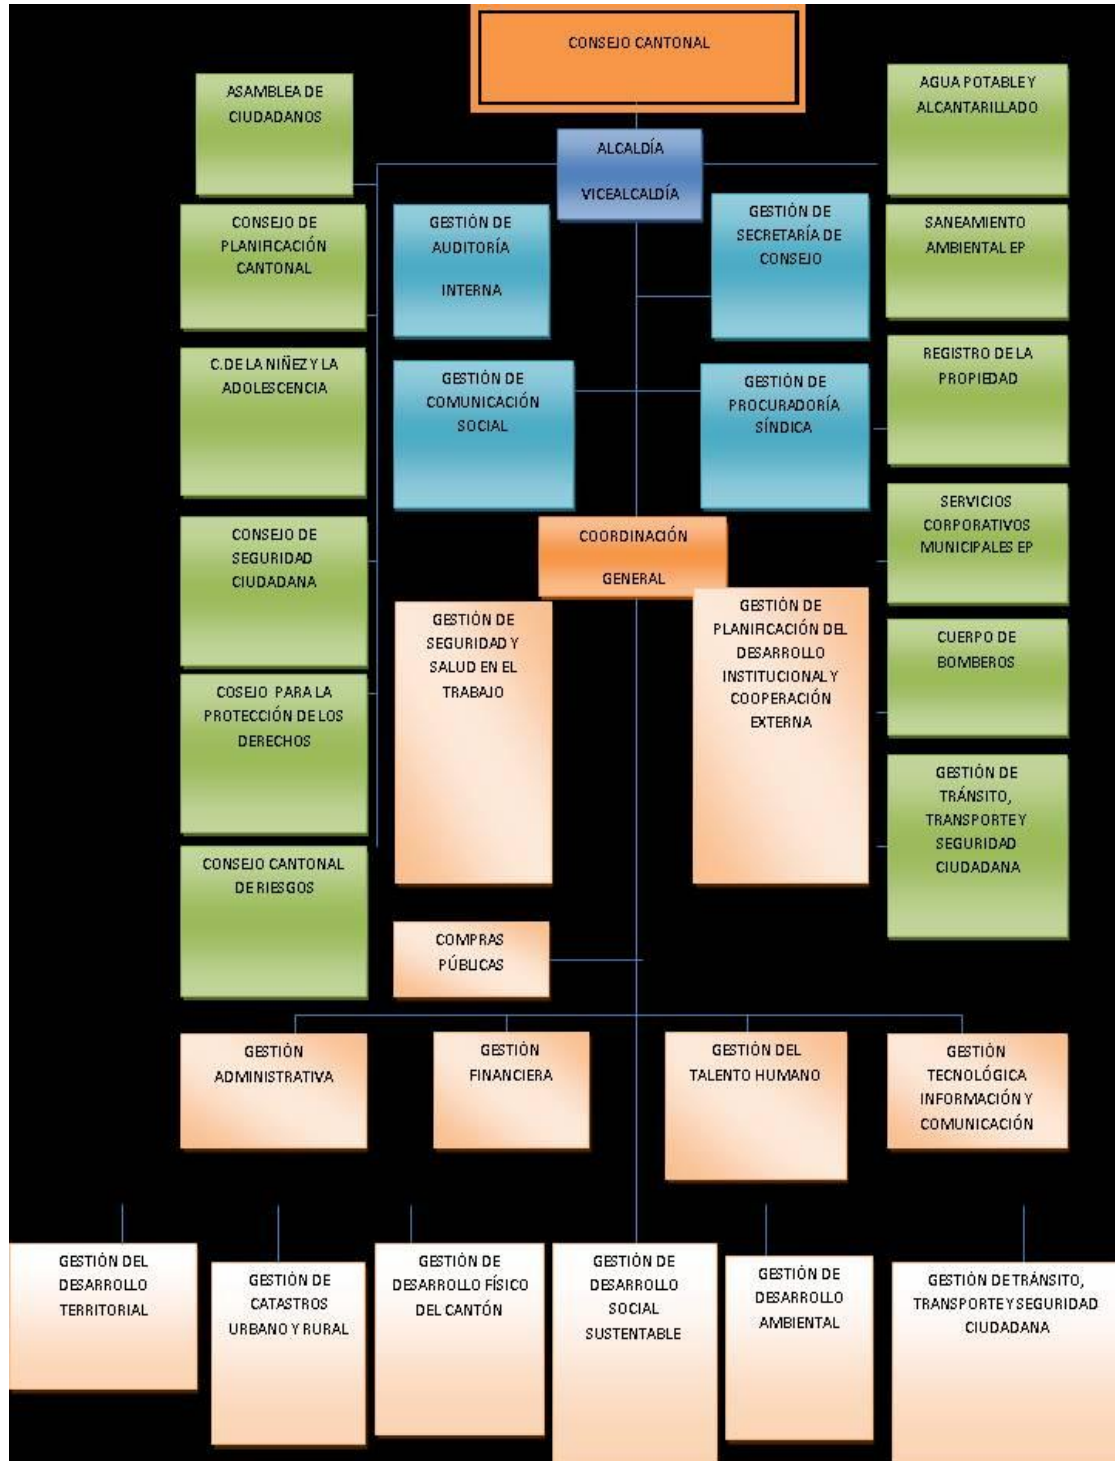 CONSEJO CANTONAL
ASAMBLEA DE
CIUDADANOS
AGUA POTABLE Y
ALCANTARILLADO
ALCALDÍA
VICEALCALDÍA
CONSEJO DE
PLANIFICACIÓN
CANTONAL
GESTIÓN DE
AUDITORÍA
INTERNA
GESTIÓN DE
SECRETARÍA DE
CONSEJO
SANEAMIENTO
AMBIENTAL EP
C.DE LA NIÑEZ Y LA
ADOLESCENCIA
GESTIÓN DE
COMUNICACIÓN
SOCIAL
GESTIÓN DE
PROCURADORÍA
SÍNDICA
REGISTRO DE LA
PROPIEDAD
CONSEJO DE
SEGURIDAD
CIUDADANA
COORDINACIÓN
GENERAL
SERVICIOS
CORPORATIVOS
MUNICIPALES EP
GESTIÓN DE
SEGURIDAD Y
SALUD EN EL
TRABAJO
GESTIÓN DE
PLANIFICACIÓN DEL
DESARROLLO
INSTITUCIONAL Y
COOPERACIÓN
EXTERNA
CUERPO DE
BOMBEROS
COSEJO PARA LA
PROTECCIÓN DE LOS
DERECHOS
GESTIÓN DE
TRÁNSITO,
TRANSPORTE Y
SEGURIDAD
CIUDADANA
CONSEJO CANTONAL
DE RIESGOS
COMPRAS
PÚBLICAS
GESTIÓN
ADMINISTRATIVA
GESTIÓN
FINANCIERA
GESTIÓN DEL
TALENTO HUMANO
GESTIÓN
TECNOLÓGICA
INFORMACIÓN Y
COMUNICACIÓN
GESTIÓN DEL
DESARROLLO
TERRITORIAL
GESTIÓN DE
CATASTROS
URBANO Y RURAL
GESTIÓN DE
DESARROLLO FÍSICO
DEL CANTÓN
GESTIÓN DE
DESARROLLO
SOCIAL
SUSTENTABLE
GESTIÓN DE
DESARROLLO
AMBIENTAL
GESTIÓN DE TRÁNSITO,
TRANSPORTE Y SEGURIDAD
CIUDADANA